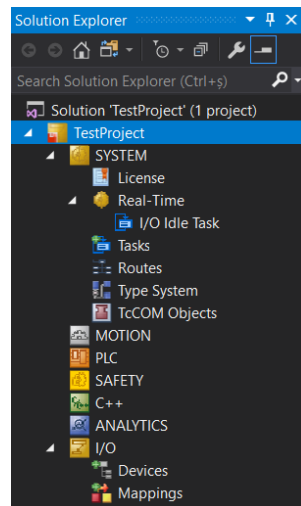 Solution Explorer
Search Solution Explorer (Ctrl+ş)
Solution 'TestProject' (1 project)
TestProject
SYSTEM
License
Real-Time
I/O Idle Task
Tasks
Routes
Type System
TcCOM Objects
MOTION
PLC
SAFETY
C++
ANALYTICS
I/O
Devices
Mappings